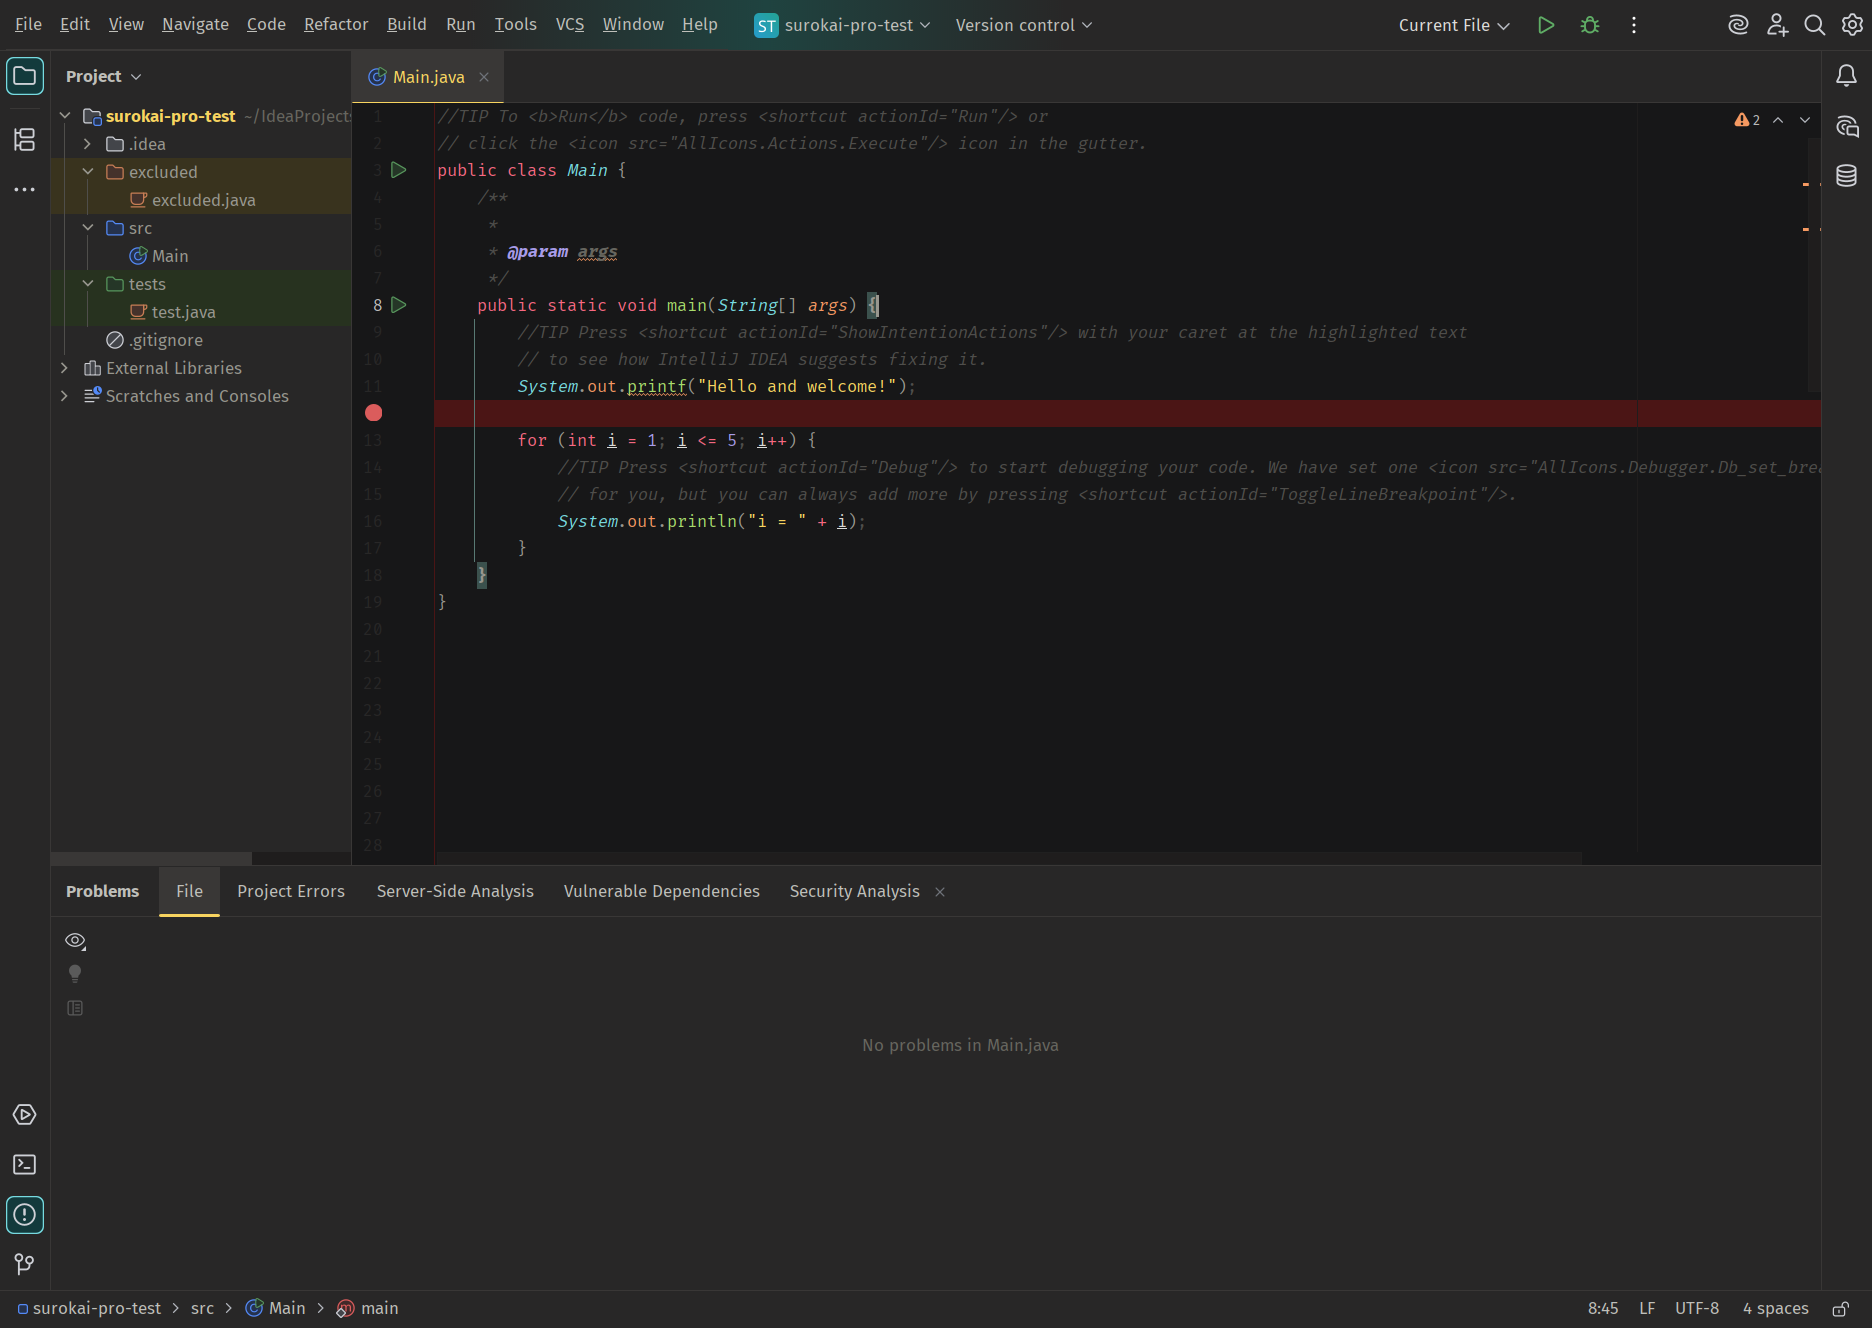 File Edit View Navigate Code Refactor Build Run Tools VCS Window Help ST surokai-pro-test Version control Current File
Project
Main.java
surokai-pro-test ~/IdeaProjects
.idea
excluded
excluded.java
src
Main
tests
test.java
.gitignore
External Libraries
Scratches and Consoles
1 //TIP To <b>Run</b> code, press <shortcut actionId="Run"/> or
2 // click the <icon src="AllIcons.Actions.Execute"/> icon in the gutter.
3 public class Main {
4 /**
5 *
6 * @param args
7 */
8 public static void main(String[] args) {
9 //TIP Press <shortcut actionId="ShowIntentionActions"/> with your caret at the highlighted text
10 // to see how IntelliJ IDEA suggests fixing it.
11 System.out.printf("Hello and welcome!");
13 for (int i = 1; i <= 5; i++) {
14 //TIP Press <shortcut actionId="Debug"/> to start debugging your code. We have set one <icon src="AllIcons.Debugger.Db_set_brea
15 // for you, but you can always add more by pressing <shortcut actionId="ToggleLineBreakpoint"/>.
16 System.out.println("i = " + i);
17 }
18 }
19 }
20
21
22
23
24
25
26
27
28
2
Problems File Project Errors Server-Side Analysis Vulnerable Dependencies Security Analysis
No problems in Main.java
surokai-pro-test > src > Main > main 8:45 LF UTF-8 4 spaces